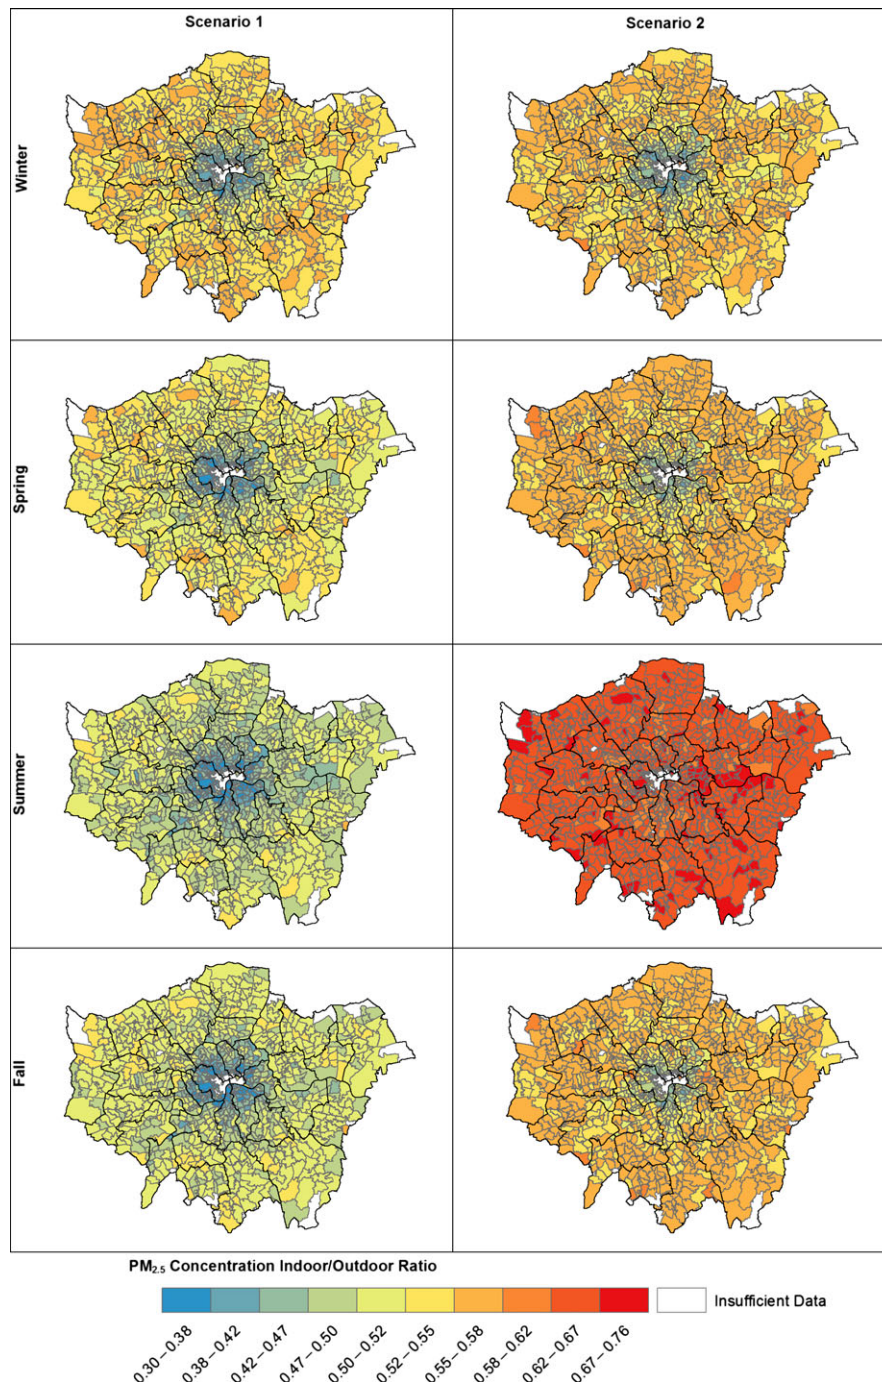 Scenario 1
Scenario 2
Winter
Spring
Summer
Fall
PM2.5 Concentration Indoor/Outdoor Ratio
Insufficient Data
0.30 – 0.38
0.38 – 0.42
0.42 – 0.47
0.47 – 0.50
0.50 – 0.52
0.52 – 0.55
0.55 – 0.58
0.58 – 0.62
0.62 – 0.67
0.67 – 0.76